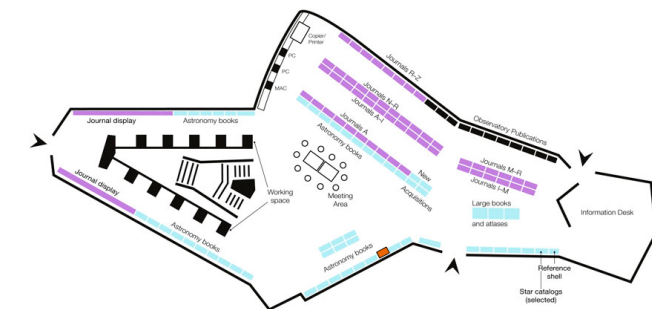 Copier/
Printer
PC
PC
MAC
Journals R–Z
Journals N–R
Journals A–I
Journals A
Astronomy books
New
Acquisitions
Observatory Publications
Journals M–R
Journals I–M
Large books
and atlases
Information Desk
Reference
shell
Star catalogs
(selected)
Journal display
Astronomy books
Working
space
Meeting
Area
Journal display
Astronomy books
Astronomy books